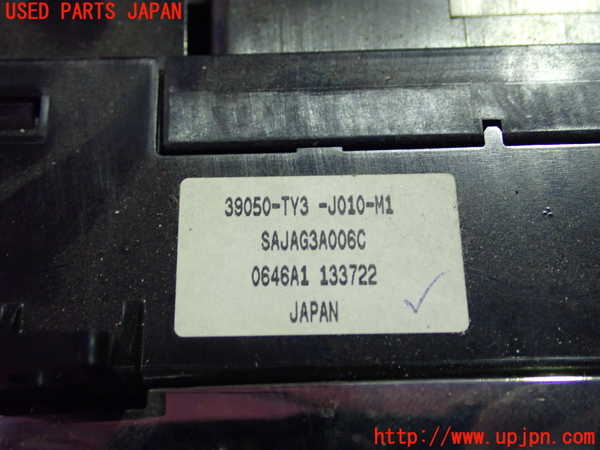 USED PARTS JAPAN
39050-TY3 -J010-M1
SAJAG3A006C
0646A1 133722
JAPAN
http://www.upjpn.com